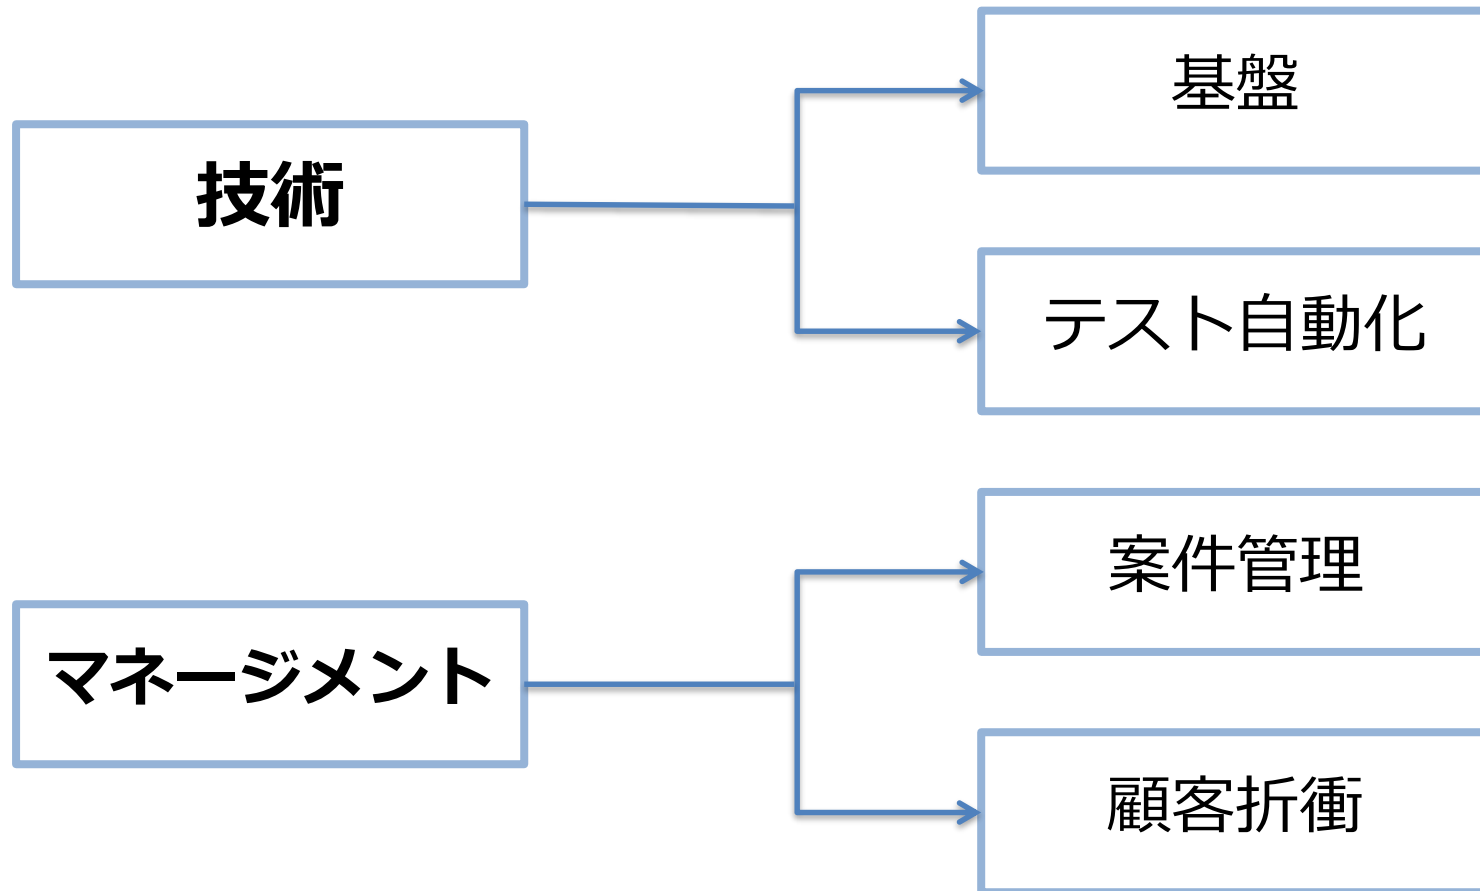 技術
基盤
テスト自動化
マネージメント
案件管理
顧客折衝